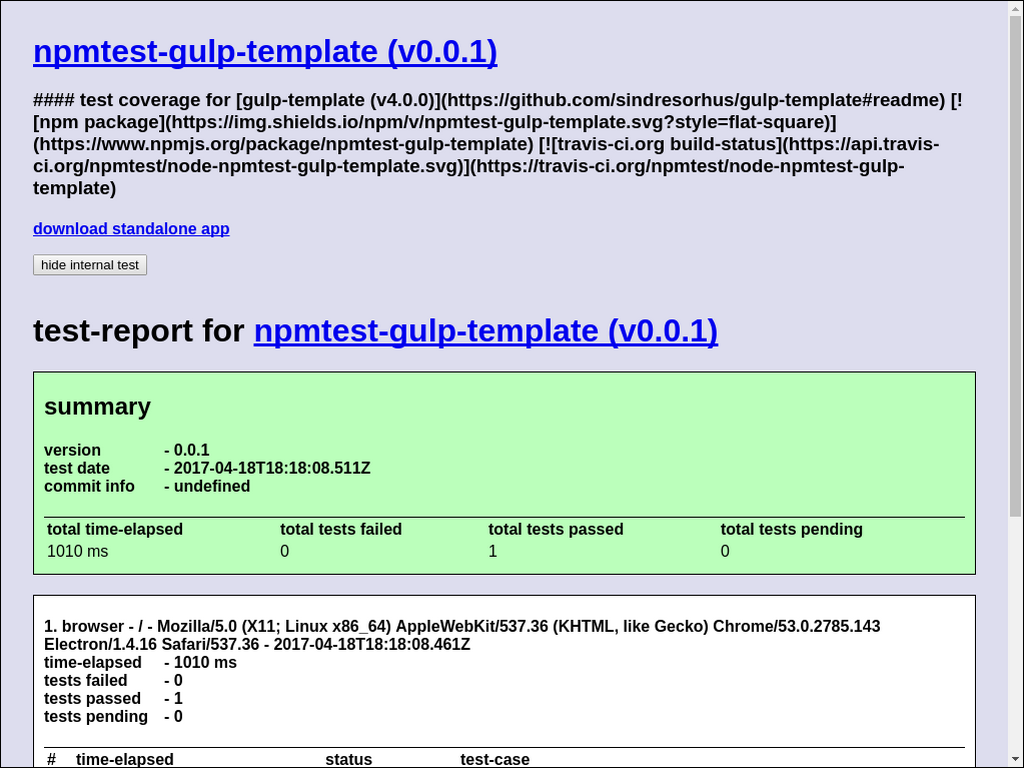 npmtest-gulp-template (v0.0.1)
#### test coverage for [gulp-template (v4.0.0)](https://github.com/sindresorhus/gulp-template#readme) [!
[npm package](https://img.shields.io/npm/v/npmtest-gulp-template.svg?style=flat-square)]
(https://www.npmjs.org/package/npmtest-gulp-template) [![travis-ci.org build-status](https://api.travis-
ci.org/npmtest/node-npmtest-gulp-template.svg)](https://travis-ci.org/npmtest/node-npmtest-gulp-
template)
download standalone app
hide internal test
test-report for npmtest-gulp-template (v0.0.1)
summary
version - 0.0.1
test date - 2017-04-18T18:18:08.511Z
commit info - undefined
total time-elapsed total tests failed total tests passed total tests pending
1010 ms 0 1 0
1. browser - / - Mozilla/5.0 (X11; Linux x86_64) AppleWebKit/537.36 (KHTML, like Gecko) Chrome/53.0.2785.143
Electron/1.4.16 Safari/537.36 - 2017-04-18T18:18:08.461Z
time-elapsed - 1010 ms
tests failed - 0
tests passed - 1
tests pending - 0
# time-elapsed status test-case